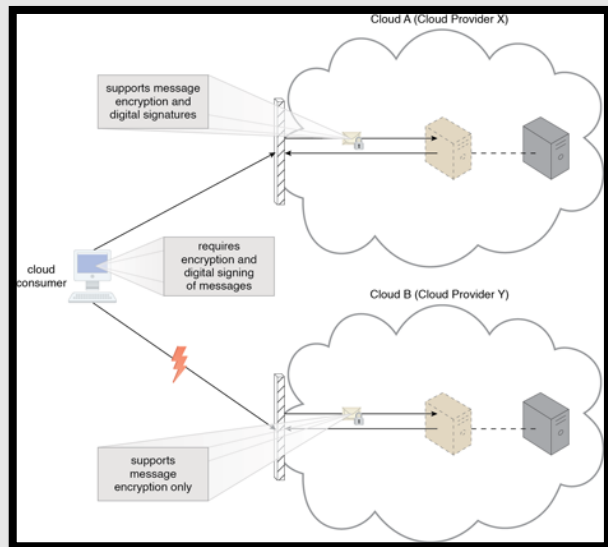 Cloud A (Cloud Provider X)
supports message
encryption and
digital signatures
requires
encryption and
digital signing
of messages
cloud
consumer
Cloud B (Cloud Provider Y)
supports
message
encryption only